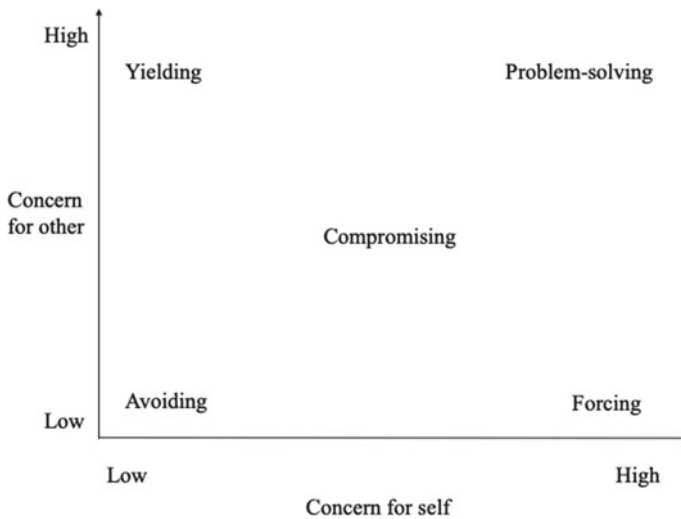 High
Yielding
Problem-solving
Concern
for other
Compromising
Avoiding
Forcing
Low
Low
High
Concern for self